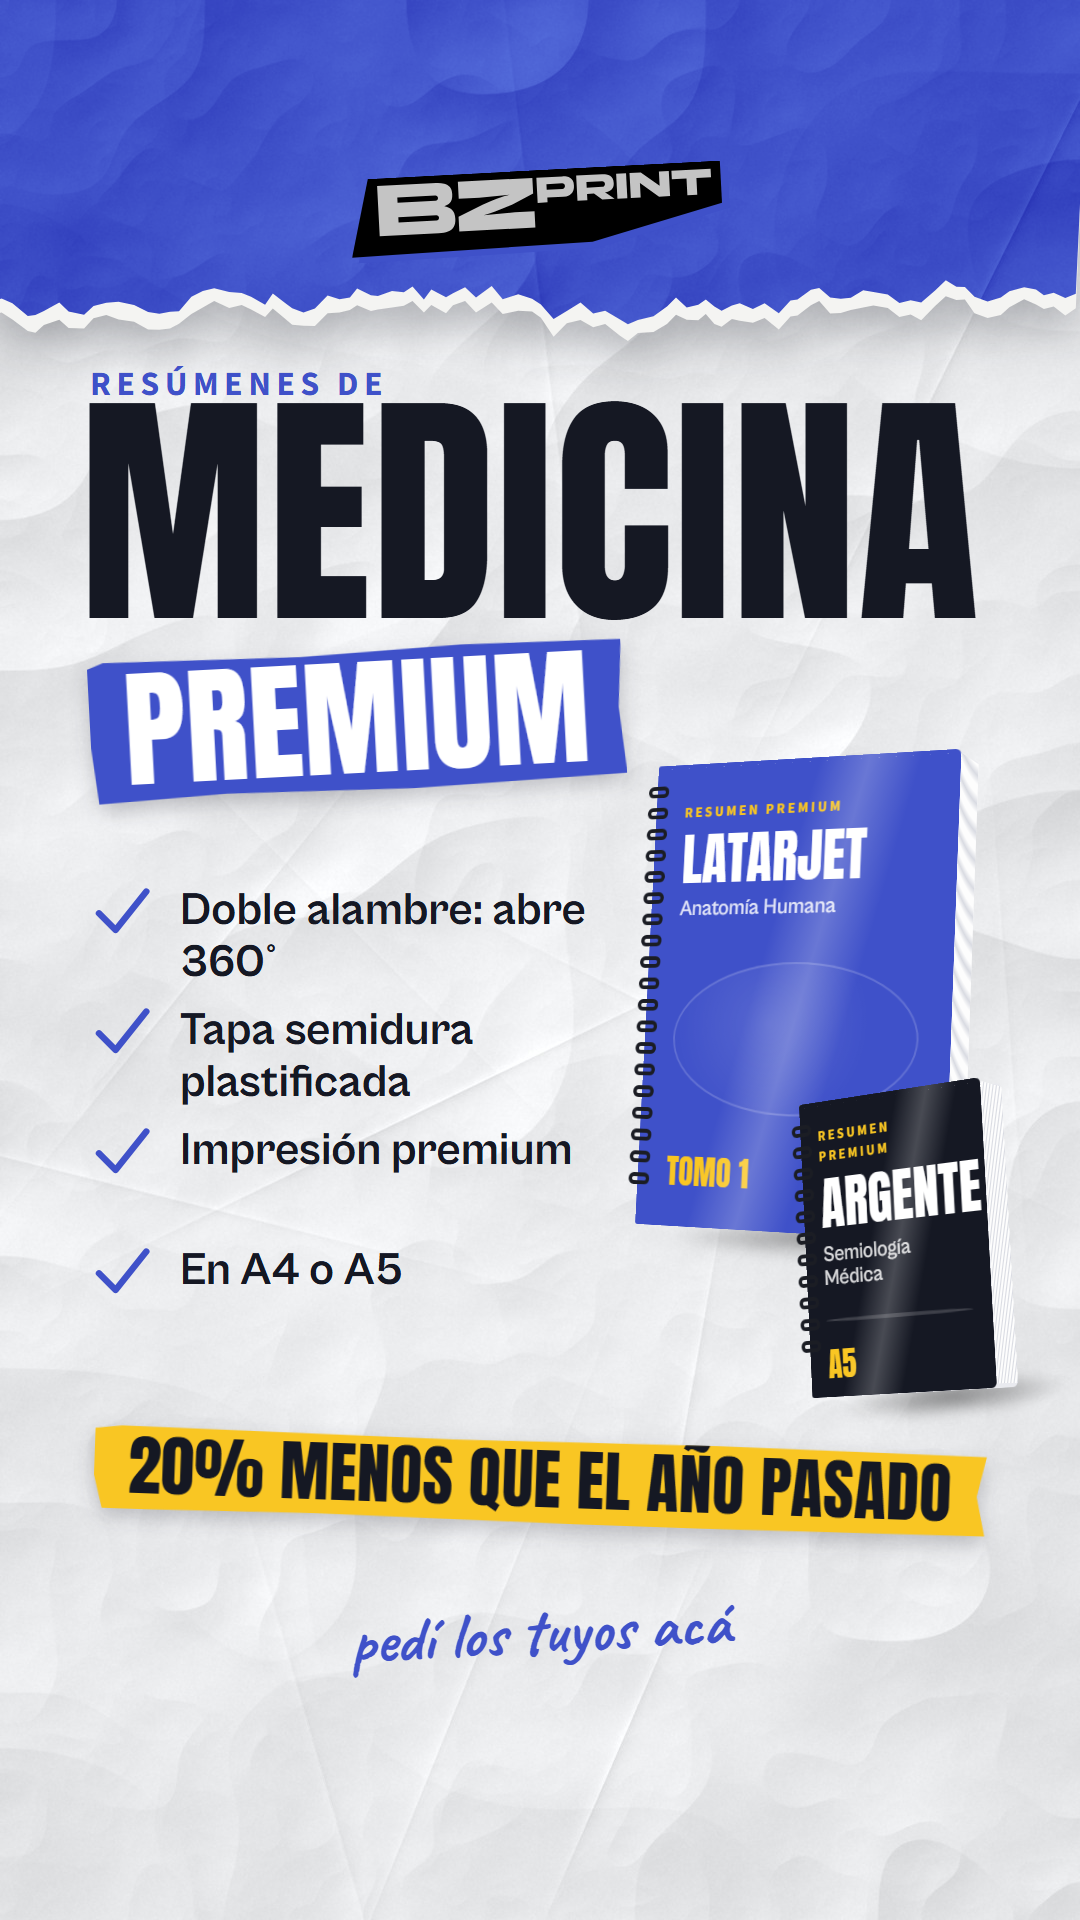 BZPRINT
RESÚMENES DE
MEDICINA
PREMIUM
Doble alambre: abre
360°
Tapa semidura
plastificada
Impresión premium
En A4 o A5
RESUMEN PREMIUM
LATARJET
Anatomía Humana
TOMO 1
RESUMEN
PREMIUM
ARGENTE
Semiología
Médica
A5
20% MENOS QUE EL AÑO PASADO
pedí los tuyos acá